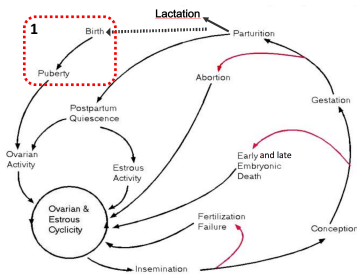 Lactation
1
Birth
Parturition
Puberty
Abortion
Postpartum
Quiescence
Gestation
Ovarian
Activity
Estrous
Activity
Early and late
Embryonic
Death
Ovarian &
Estrous
Cyclicity
Fertilization
Failure
Conception
Insemination